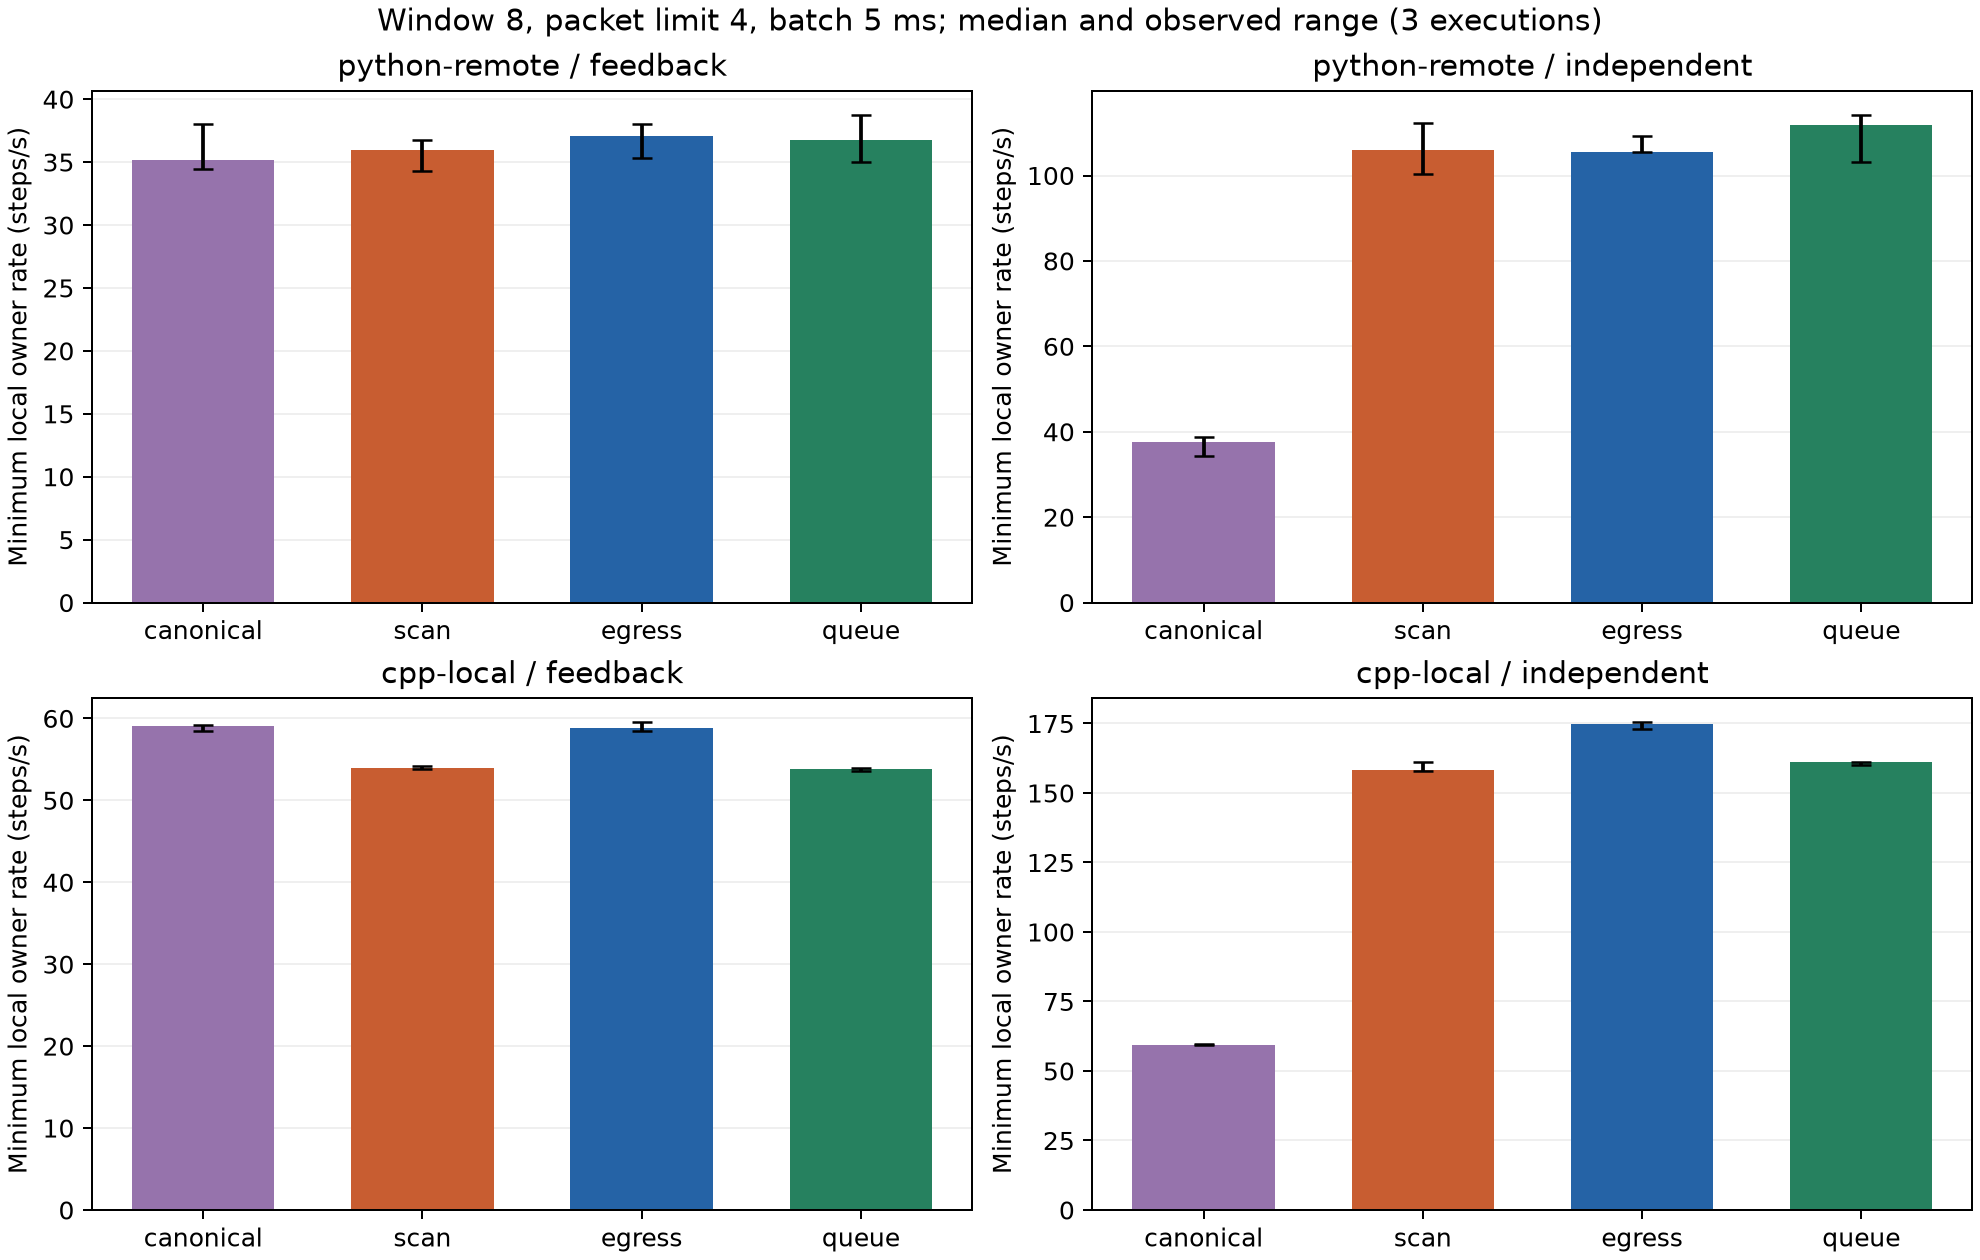 Window 8, packet limit 4, batch 5 ms; median and observed range (3 executions)
python-remote / feedback
Minimum local owner rate (steps/s)
40
35
30
25
20
15
10
5
0
canonical scan egress queue
python-remote / independent
Minimum local owner rate (steps/s)
100
80
60
40
20
0
canonical scan egress queue
cpp-local / feedback
Minimum local owner rate (steps/s)
60
50
40
30
20
10
0
canonical scan egress queue
cpp-local / independent
Minimum local owner rate (steps/s)
175
150
125
100
75
50
25
0
canonical scan egress queue